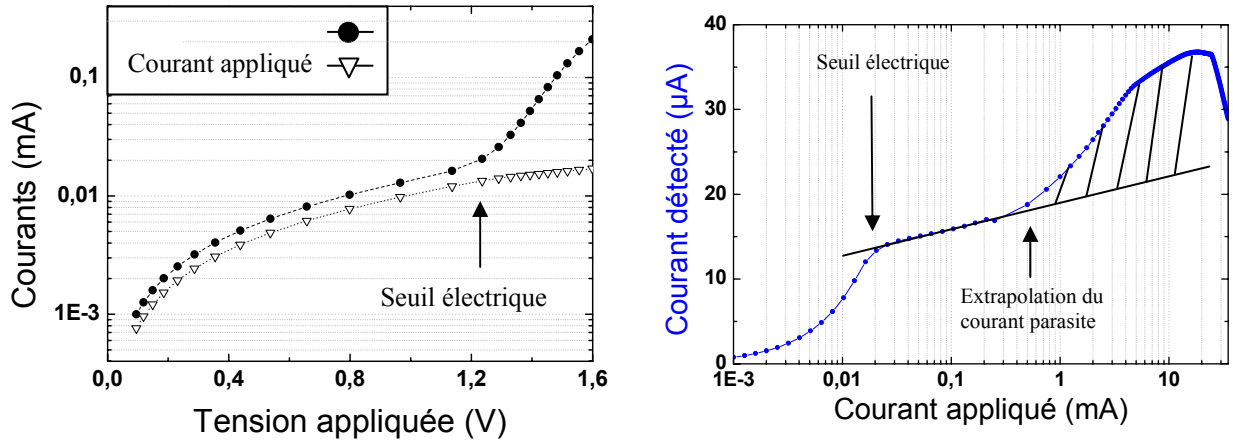 Courants (mA)
0,1
0,01
1E-3
Courant appliqué
Seuil électrique
0,0
0,4
0,8
1,2
1,6
Tension appliquée (V)
Courant détecté (µA)
40
30
20
10
0
Seuil électrique
Extrapolation du
courant parasite
1E-3
0,01
0,1
1
10
Courant appliqué (mA)